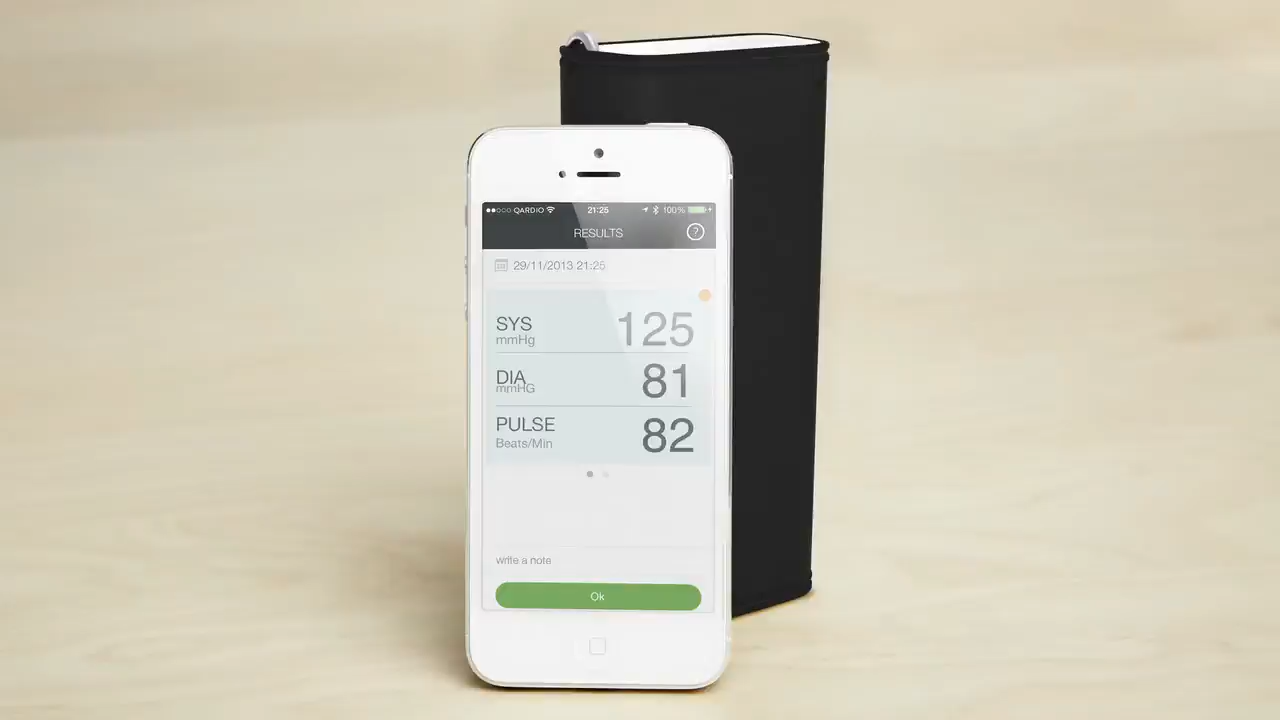 QARDIO 21:25 100%
RESULTS ?
29/11/2013 21:25
SYS 125
mmHg
DIA 81
mmHG
PULSE 82
Beats/Min
write a note
Ok